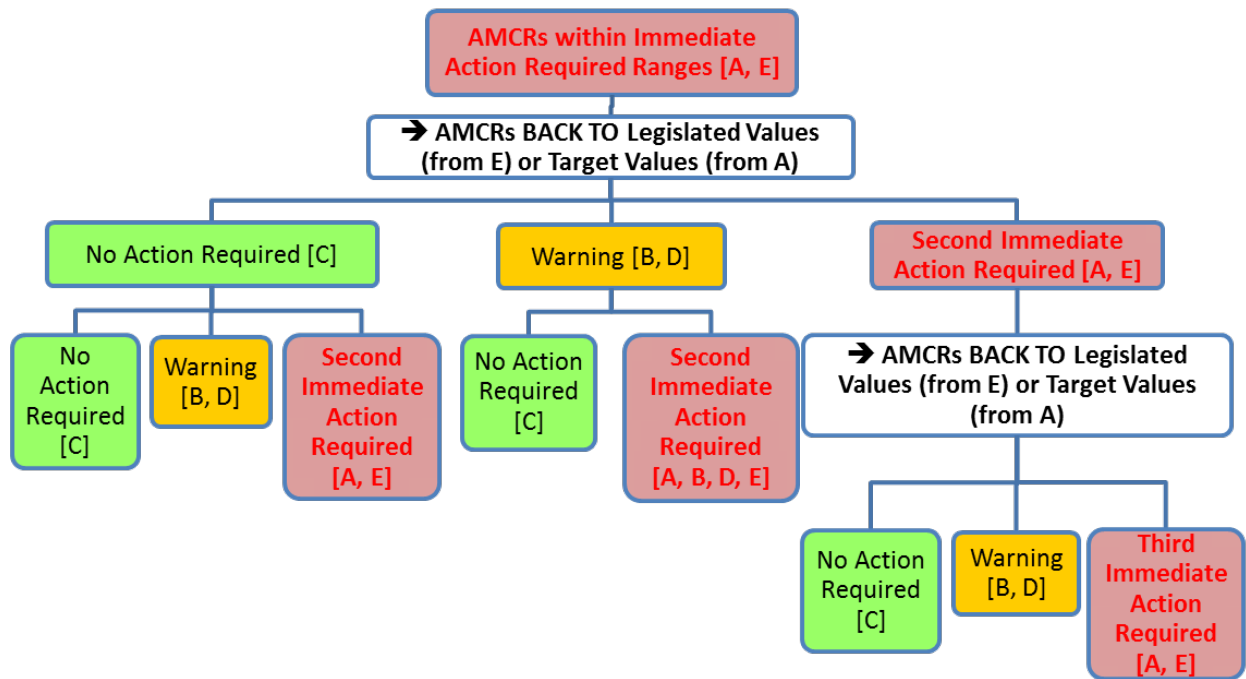 AMCRs within Immediate
Action Required Ranges [A, E]
➔ AMCRs BACK TO Legislated Values
(from E) or Target Values (from A)
No Action Required [C]
Warning [B, D]
Second Immediate
Action Required [A, E]
No
Action
Required
[C]
Warning
[B, D]
Second
Immediate
Action
Required
[A, E]
No Action
Required
[C]
Second
Immediate
Action
Required
[A, B, D, E]
➔ AMCRs BACK TO Legislated
Values (from E) or Target Values
(from A)
No Action
Required
[C]
Warning
[B, D]
Third
Immediate
Action
Required
[A, E]